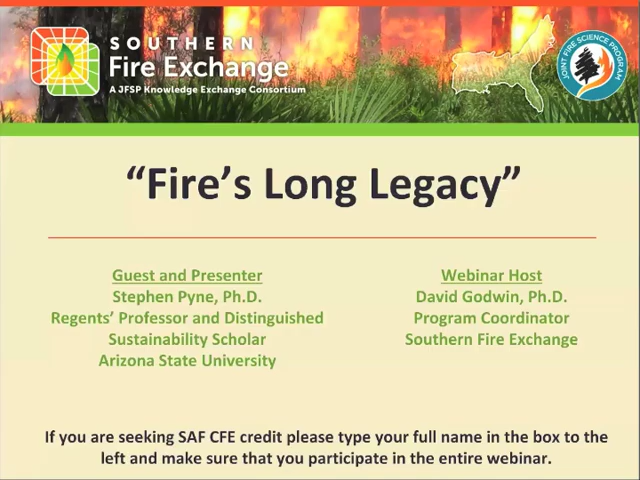 SOUTHERN
Fire Exchange
A JFSP Knowledge Exchange Consortium
JOINT FIRE SCIENCE PROGRAM
“Fire’s Long Legacy”
Guest and Presenter
Stephen Pyne, Ph.D.
Regents’ Professor and Distinguished
Sustainability Scholar
Arizona State University
Webinar Host
David Godwin, Ph.D.
Program Coordinator
Southern Fire Exchange
If you are seeking SAF CFE credit please type your full name in the box to the
left and make sure that you participate in the entire webinar.